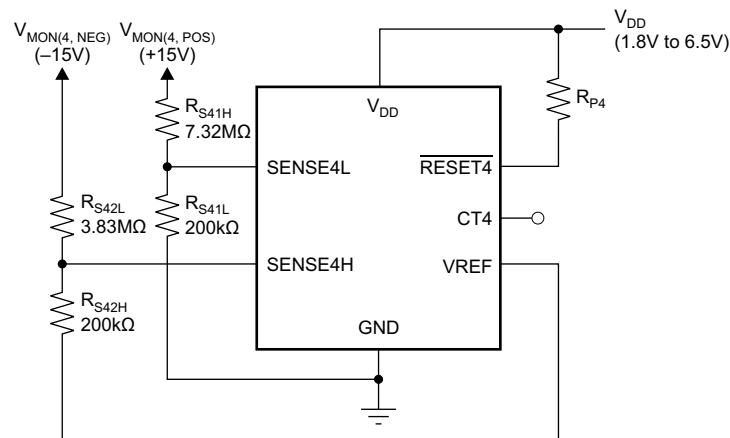 V_MON(4, NEG)
(–15V)
V_MON(4, POS)
(+15V)
V_DD
(1.8V to 6.5V)
R_S41H
7.32MΩ
V_DD
R_P4
SENSE4L
RESET4
R_S42L
3.83MΩ
R_S41L
200kΩ
CT4
SENSE4H
VREF
R_S42H
200kΩ
GND